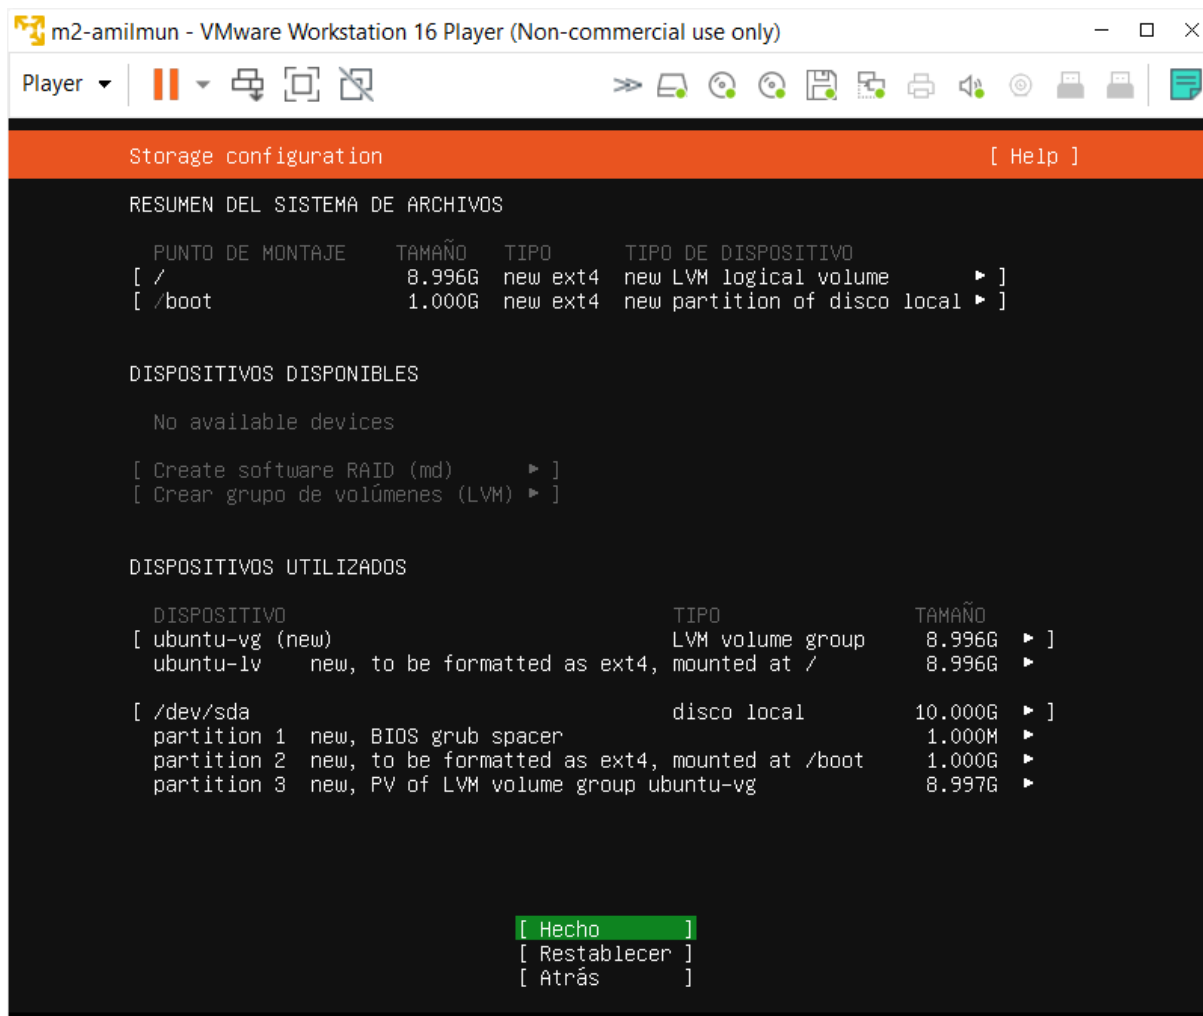 m2-amilmun - VMware Workstation 16 Player (Non-commercial use only)
Player
Storage configuration [ Help ]
RESUMEN DEL SISTEMA DE ARCHIVOS
PUNTO DE MONTAJE TAMAÑO TIPO TIPO DE DISPOSITIVO
[ / 8.996G new ext4 new LVM logical volume ▸ ]
[ /boot 1.000G new ext4 new partition of disco local ▸ ]
DISPOSITIVOS DISPONIBLES
No available devices
[ Create software RAID (md) ▸ ]
[ Crear grupo de volúmenes (LVM) ▸ ]
DISPOSITIVOS UTILIZADOS
DISPOSITIVO TIPO TAMAÑO
[ ubuntu-vg (new) LVM volume group 8.996G ▸ ]
ubuntu-lv new, to be formatted as ext4, mounted at / 8.996G ▸
[ /dev/sda disco local 10.000G ▸ ]
partition 1 new, BIOS grub spacer 1.000M ▸
partition 2 new, to be formatted as ext4, mounted at /boot 1.000G ▸
partition 3 new, PV of LVM volume group ubuntu-vg 8.997G ▸
[ Hecho ]
[ Restablecer ]
[ Atrás ]